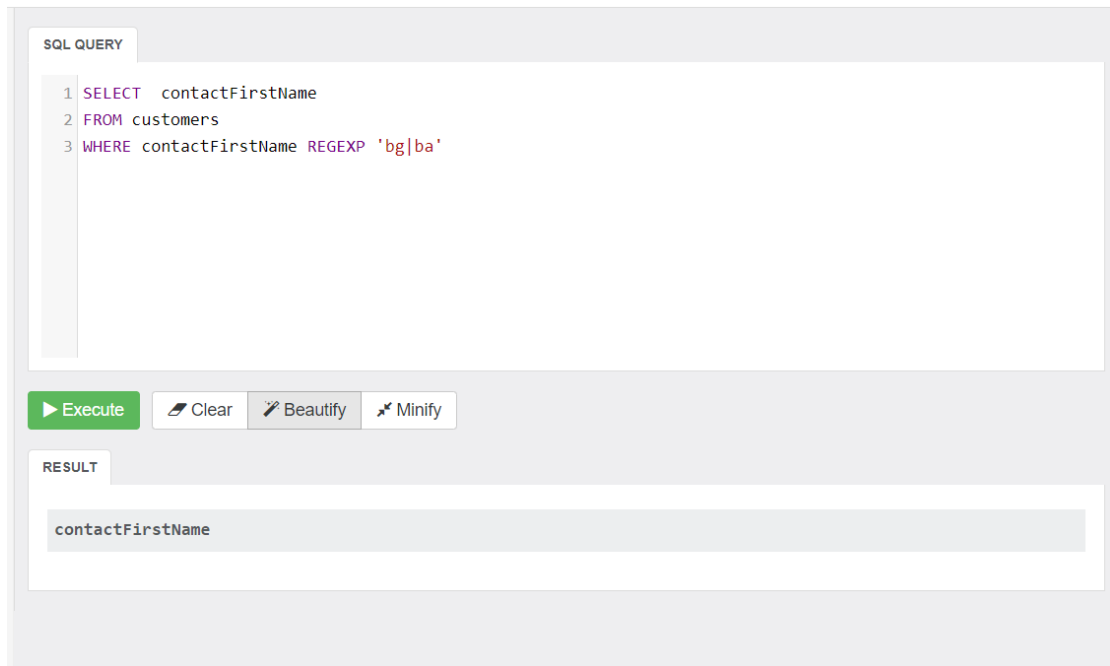 SQL QUERY
1 SELECT  contactFirstName
2 FROM customers
3 WHERE contactFirstName REGEXP 'bg|ba'
Execute Clear Beautify Minify
RESULT
contactFirstName